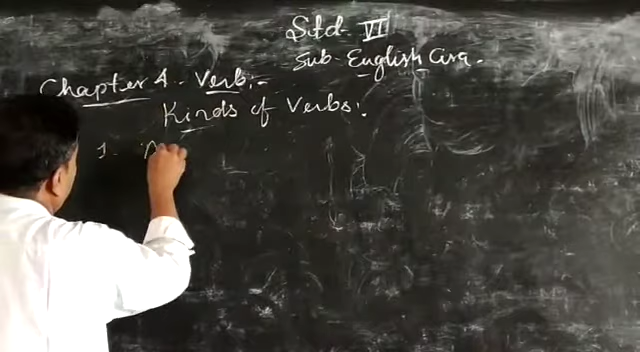 Std- VI
Sub- English Gra.
Chapter 4. Verb:-
Kinds of Verbs:
1.